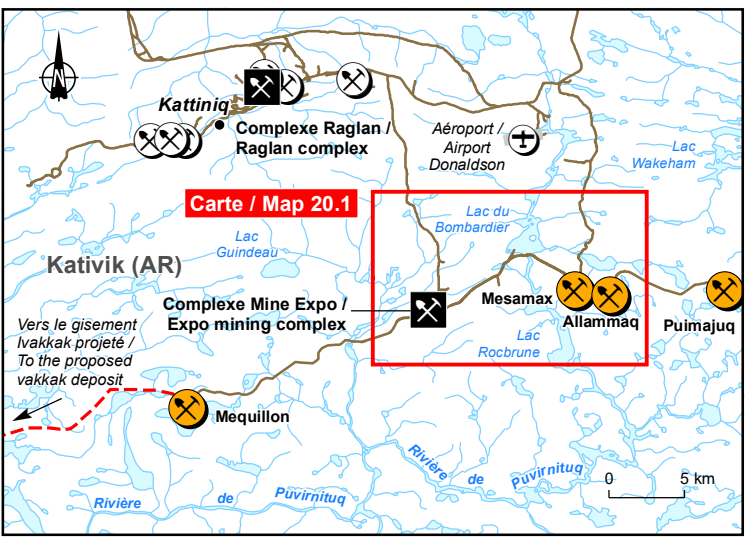 N
Kattiniq
Complexe Raglan /
Raglan complex
Aéroport /
Airport
Donaldson
Lac
Wakeham
Carte / Map 20.1
Lac du
Bombardier
Lac
Guindeau
Kativik (AR)
Complexe Mine Expo /
Expo mining complex
Mesamax
Allammaq
Puimajuq
Vers le gisement
Ivakkak projeté /
To the proposed
vakkak deposit
Lac
Rocbrune
Mequillon
Rivière de Puvirnituq
0 5 km
Rivière de Puvirnituq